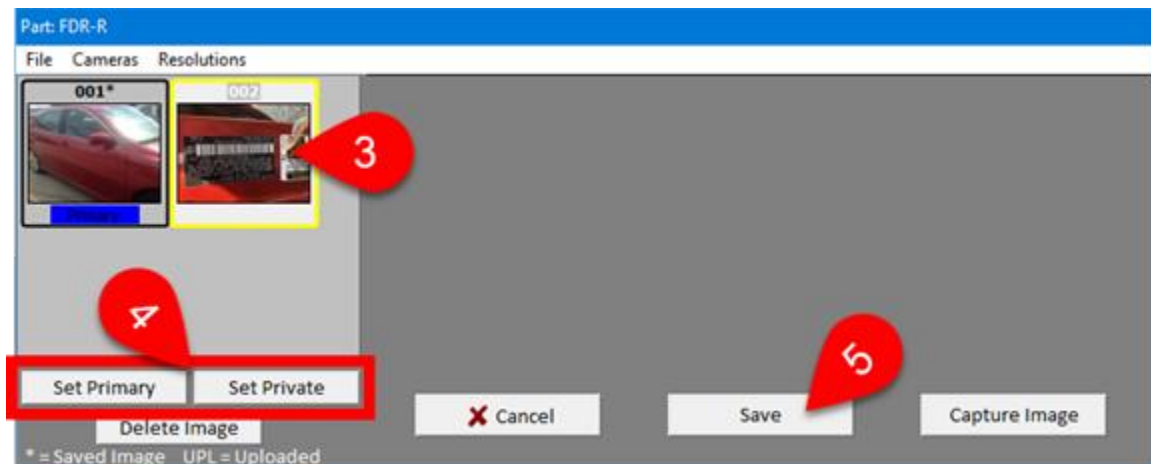 Part: FDR-R
File Cameras Resolutions
001* 002
3
Primary
4
Set Primary Set Private
5
Cancel Save Capture Image
Delete Image
* = Saved Image UPL = Uploaded